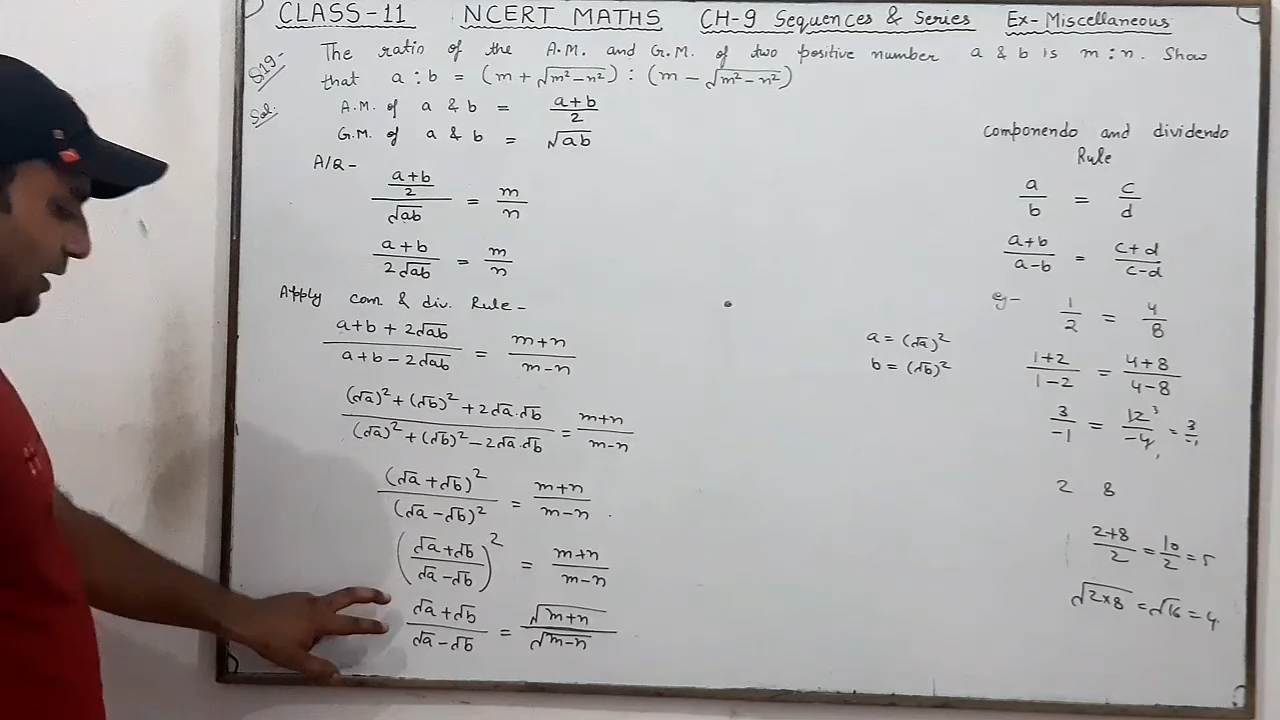 CLASS-11 NCERT MATHS CH-9 Sequences & Series Ex-Miscellaneous
Q19- The ratio of the A.M. and G.M. of two positive number a & b is m:n. Show
that a:b = (m + √(m²-n²)) : (m - √(m²-n²))
Sol. A.M. of a & b = (a+b)/2
G.M. of a & b = √ab
A/Q-
((a+b)/2)/√ab = m/n
(a+b)/(2√ab) = m/n
Apply com & div. Rule-
(a+b+2√ab)/(a+b-2√ab) = (m+n)/(m-n)
((√a)²+(√b)²+2√a.√b)/((√a)²+(√b)²-2√a.√b) = (m+n)/(m-n)
(√a+√b)²/(√a-√b)² = (m+n)/(m-n).
((√a+√b)/(√a-√b))² = (m+n)/(m-n)
(√a+√b)/(√a-√b) = √(m+n)/√(m-n)
a = (√a)²
b = (√b)²
componendo and dividendo
Rule
a/b = c/d
(a+b)/(a-b) = (c+d)/(c-d)
eg- 1/2 = 4/8
(1+2)/(1-2) = (4+8)/(4-8)
3/-1 = 12/-4 = 3/-1
2 8
(2+8)/2 = 10/2 = 5
√(2×8) = √16 = 4